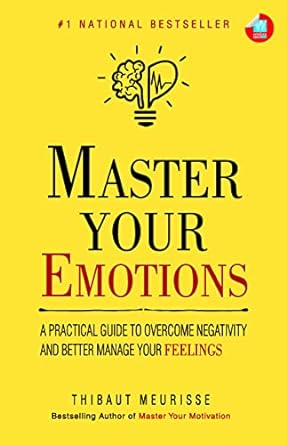 #1 NATIONAL BESTSELLER
MASTER
YOUR
EMOTIONS
A PRACTICAL GUIDE TO OVERCOME NEGATIVITY
AND BETTER MANAGE YOUR FEELINGS
THIBAUT MEURISSE
Bestselling Author of Master Your Motivation